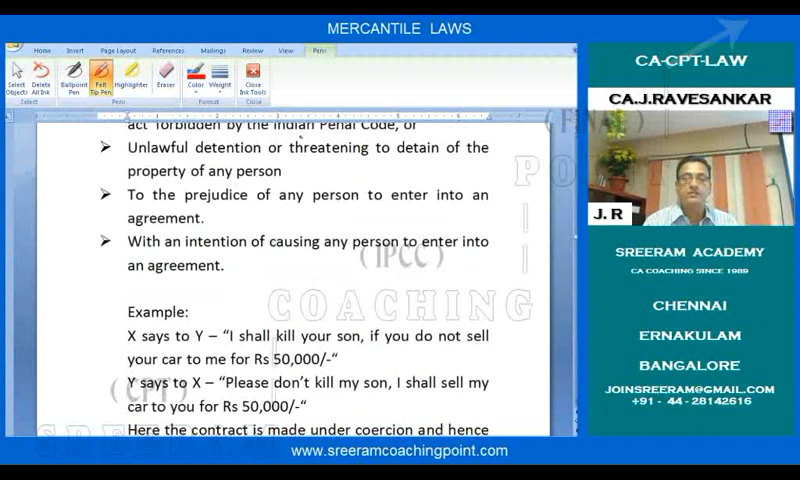 MERCANTILE LAWS
Home Insert Page Layout References Mailings Review View Pens
Select Objects
Delete All Ink
Ballpoint Pen
Felt Tip Pen
Highlighter
Eraser
Color
Weight
Close Ink Tools
Select Pens Format Close
act forbidden by the Indian Penal Code, or
➤ Unlawful detention or threatening to detain of the
property of any person
➤ To the prejudice of any person to enter into an
agreement.
➤ With an intention of causing any person to enter into
an agreement.
Example:
X says to Y – "I shall kill your son, if you do not sell
your car to me for Rs 50,000/-"
Y says to X – "Please don't kill my son, I shall sell my
car to you for Rs 50,000/-"
Here the contract is made under coercion and hence
(FINAL)
(IPCC)
COACHING
(CPT)
CA-CPT-LAW
CA.J.RAVESANKAR
J. R
SREERAM ACADEMY
CA COACHING SINCE 1989
CHENNAI
ERNAKULAM
BANGALORE
JOINSREERAM@GMAIL.COM
+91 - 44-28142616
www.sreeramcoachingpoint.com